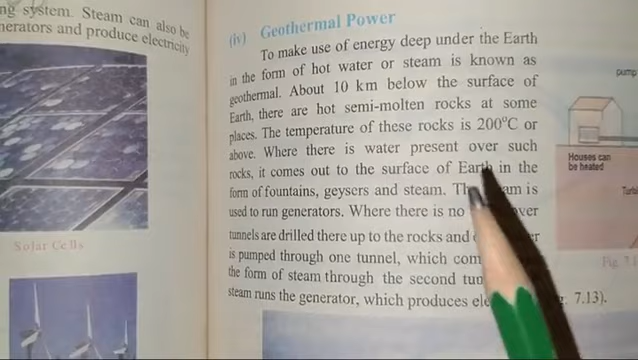 ng system. Steam can also be
nerators and produce electricity
Solar Cells
(iv) Geothermal Power
To make use of energy deep under the Earth
in the form of hot water or steam is known as
geothermal. About 10 km below the surface of
Earth, there are hot semi-molten rocks at some
places. The temperature of these rocks is 200°C or
above. Where there is water present over such
rocks, it comes out to the surface of Earth in the
form of fountains, geysers and steam. Th am is
used to run generators. Where there is no over
tunnels are drilled there up to the rocks and
is pumped through one tunnel, which com
the form of steam through the second tun
steam runs the generator, which produces ele 7.13).
pump
Houses can
be heated
Turb
Fig. 7.1